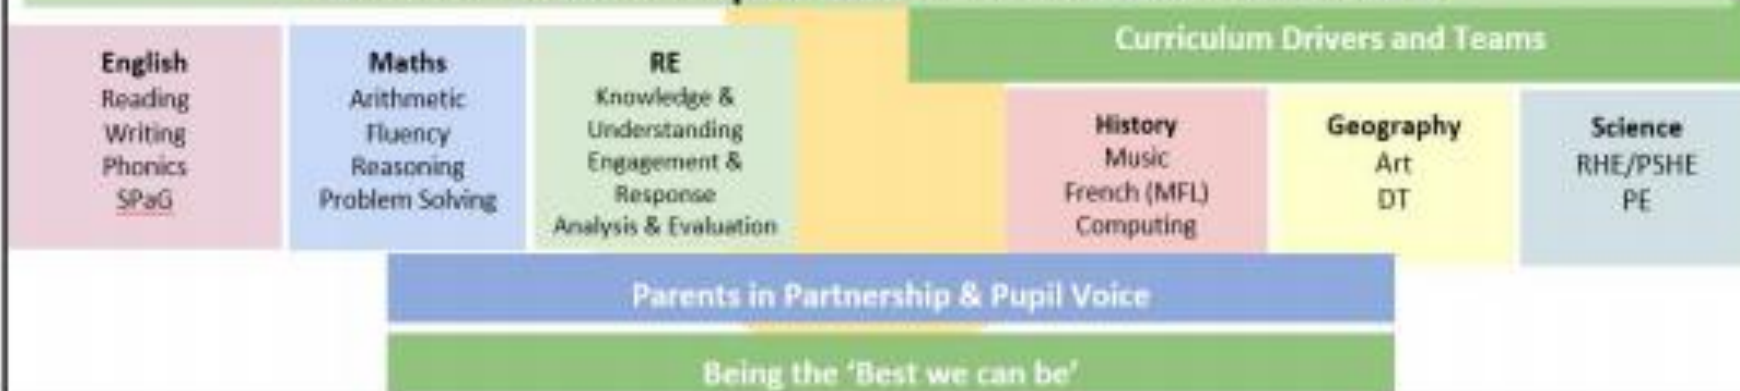 English
Reading
Writing
Phonics
SPaG
Maths
Arithmetic
Fluency
Reasoning
Problem Solving
RE
Knowledge &
Understanding
Engagement &
Response
Analysis & Evaluation
Curriculum Drivers and Teams
History
Music
French (MFL)
Computing
Geography
Art
DT
Science
RHE/PSHE
PE
Parents in Partnership & Pupil Voice
Being the ‘Best we can be’